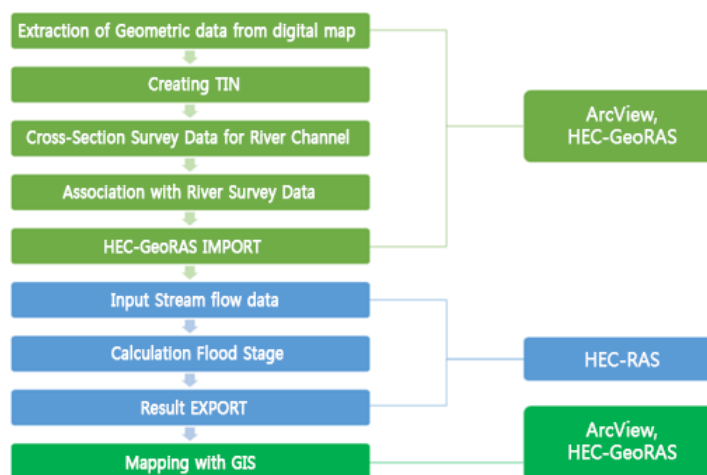 Extraction of Geometric data from digital map
Creating TIN
Cross-Section Survey Data for River Channel
Association with River Survey Data
HEC-GeoRAS IMPORT
Input Stream flow data
Calculation Flood Stage
Result EXPORT
Mapping with GIS
ArcView,
HEC-GeoRAS
HEC-RAS
ArcView,
HEC-GeoRAS